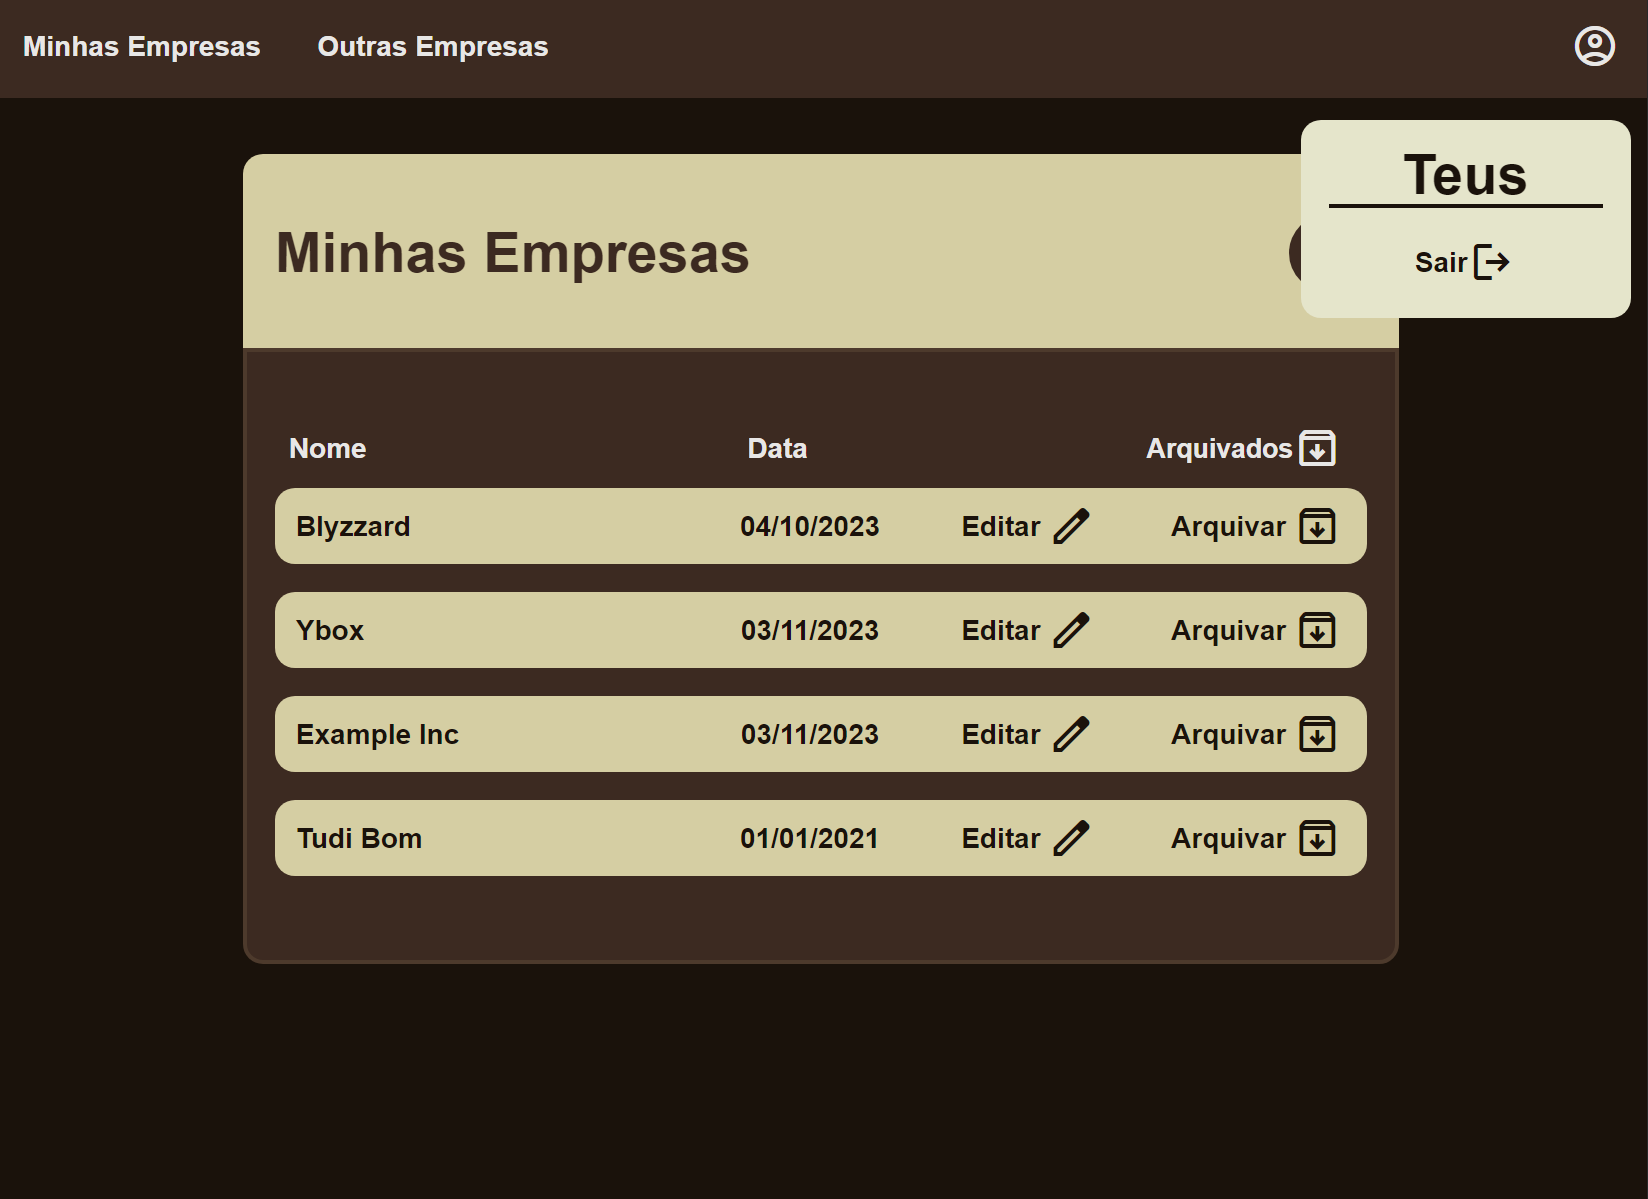 Minhas Empresas Outras Empresas
Teus
Sair
Minhas Empresas
Nome Data Arquivados
Blyzzard 04/10/2023 Editar Arquivar
Ybox 03/11/2023 Editar Arquivar
Example Inc 03/11/2023 Editar Arquivar
Tudi Bom 01/01/2021 Editar Arquivar